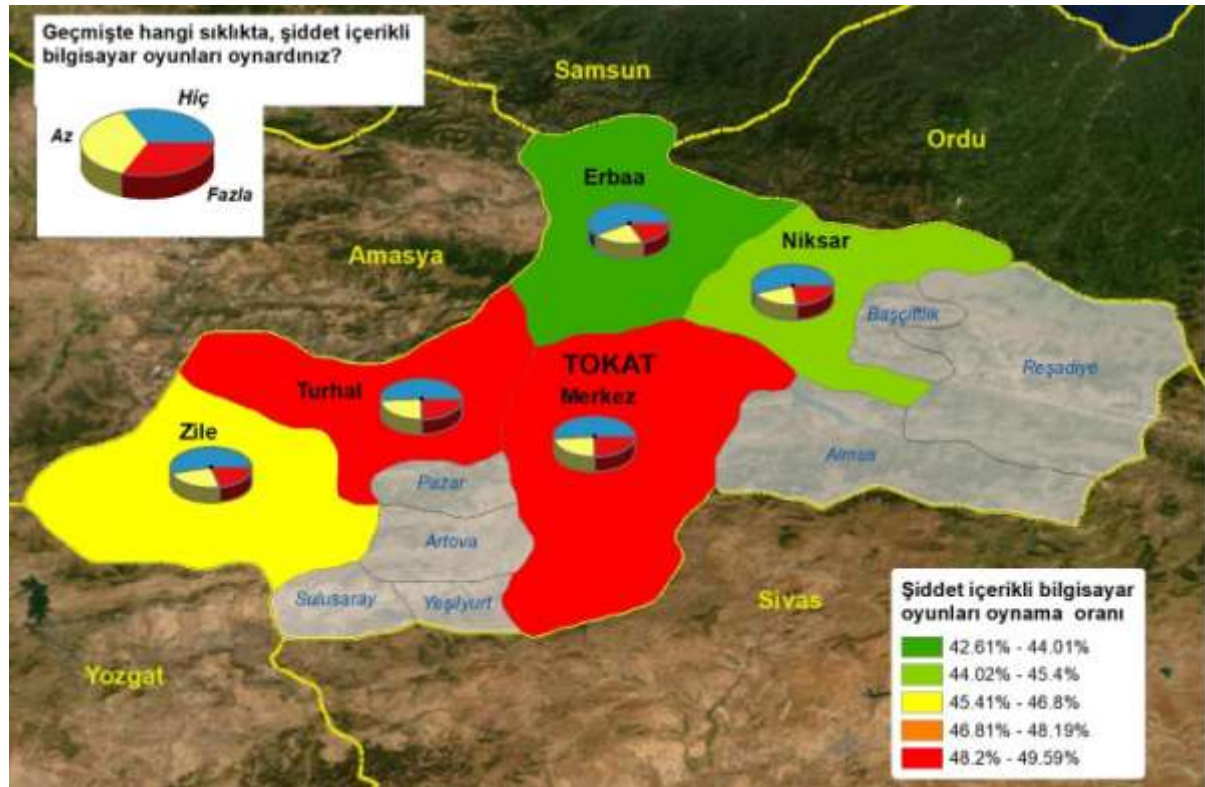 Geçmişte hangi sıklıkta, şiddet içerikli
bilgisayar oyunları oynardınız?
Hiç
Az
Fazla
Samsun
Ordu
Erbaa
Amasya
Niksar
Başçiftlik
Reşadiye
TOKAT
Merkez
Turhal
Zile
Almus
Pazar
Artova
Sulusaray
Yeşilyurt
Sivas
Yozgat
Şiddet içerikli bilgisayar
oyunları oynama oranı
42.61% - 44.01%
44.02% - 45.4%
45.41% - 46.8%
46.81% - 48.19%
48.2% - 49.59%